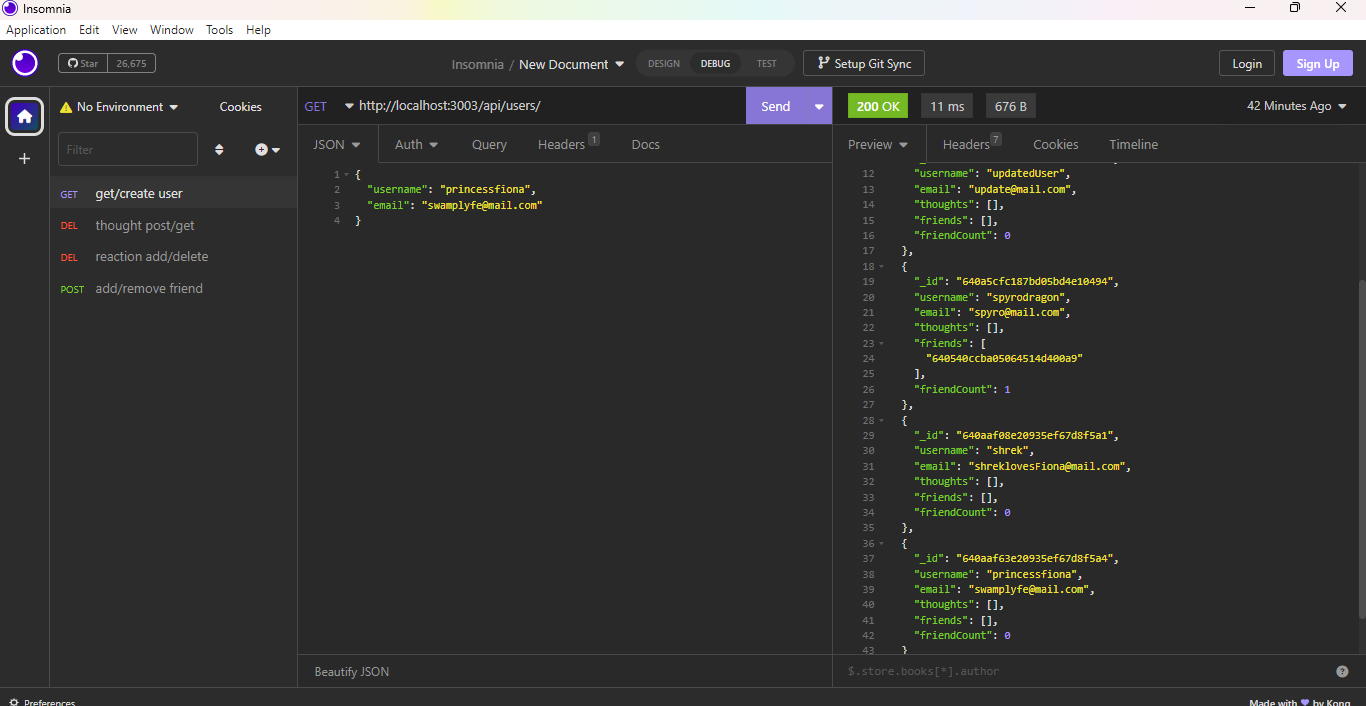 Insomnia
Application Edit View Window Tools Help
Star 26,675
Insomnia / New Document
DESIGN DEBUG TEST
Setup Git Sync
Login
Sign Up
No Environment
Cookies
Filter
GET get/create user
DEL thought post/get
DEL reaction add/delete
POST add/remove friend
GET http://localhost:3003/api/users/
Send
JSON Auth Query Headers 1 Docs
1 {
2 "username": "princessfiona",
3 "email": "swamplyfe@mail.com"
4 }
Beautify JSON
200 OK 11 ms 676 B
42 Minutes Ago
Preview Headers 7 Cookies Timeline
12 "username": "updatedUser",
13 "email": "update@mail.com",
14 "thoughts": [],
15 "friends": [],
16 "friendCount": 0
17 },
18 {
19 "_id": "640a5cfc187bd05bd4e10494",
20 "username": "spyrodragon",
21 "email": "spyro@mail.com",
22 "thoughts": [],
23 "friends": [
24 "640540ccba05064514d400a9"
25 ],
26 "friendCount": 1
27 },
28 {
29 "_id": "640aaf08e20935ef67d8f5a1",
30 "username": "shrek",
31 "email": "shreklovesFiona@mail.com",
32 "thoughts": [],
33 "friends": [],
34 "friendCount": 0
35 },
36 {
37 "_id": "640aaf63e20935ef67d8f5a4",
38 "username": "princessfiona",
39 "email": "swamplyfe@mail.com",
40 "thoughts": [],
41 "friends": [],
42 "friendCount": 0
43 }
$.store.books[*].author
Preferences
Made with 💜 by Kong